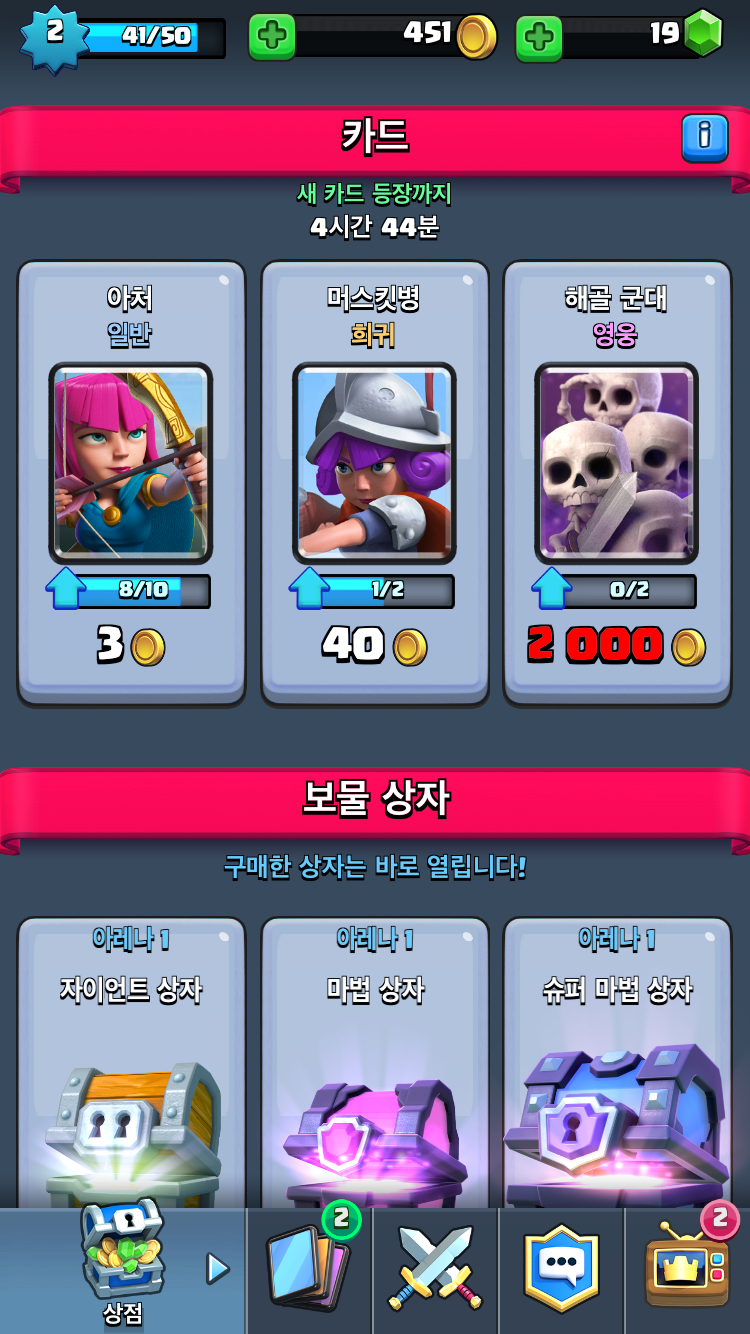 2 41/50 451 19
카드
새 카드 등장까지
4시간 44분
아처
일반
8/10
3
머스킷병
희귀
1/2
40
해골 군대
영웅
0/2
2 000
보물 상자
구매한 상자는 바로 열립니다!
아레나 1
자이언트 상자
아레나 1
마법 상자
아레나 1
슈퍼 마법 상자
상점
2
2